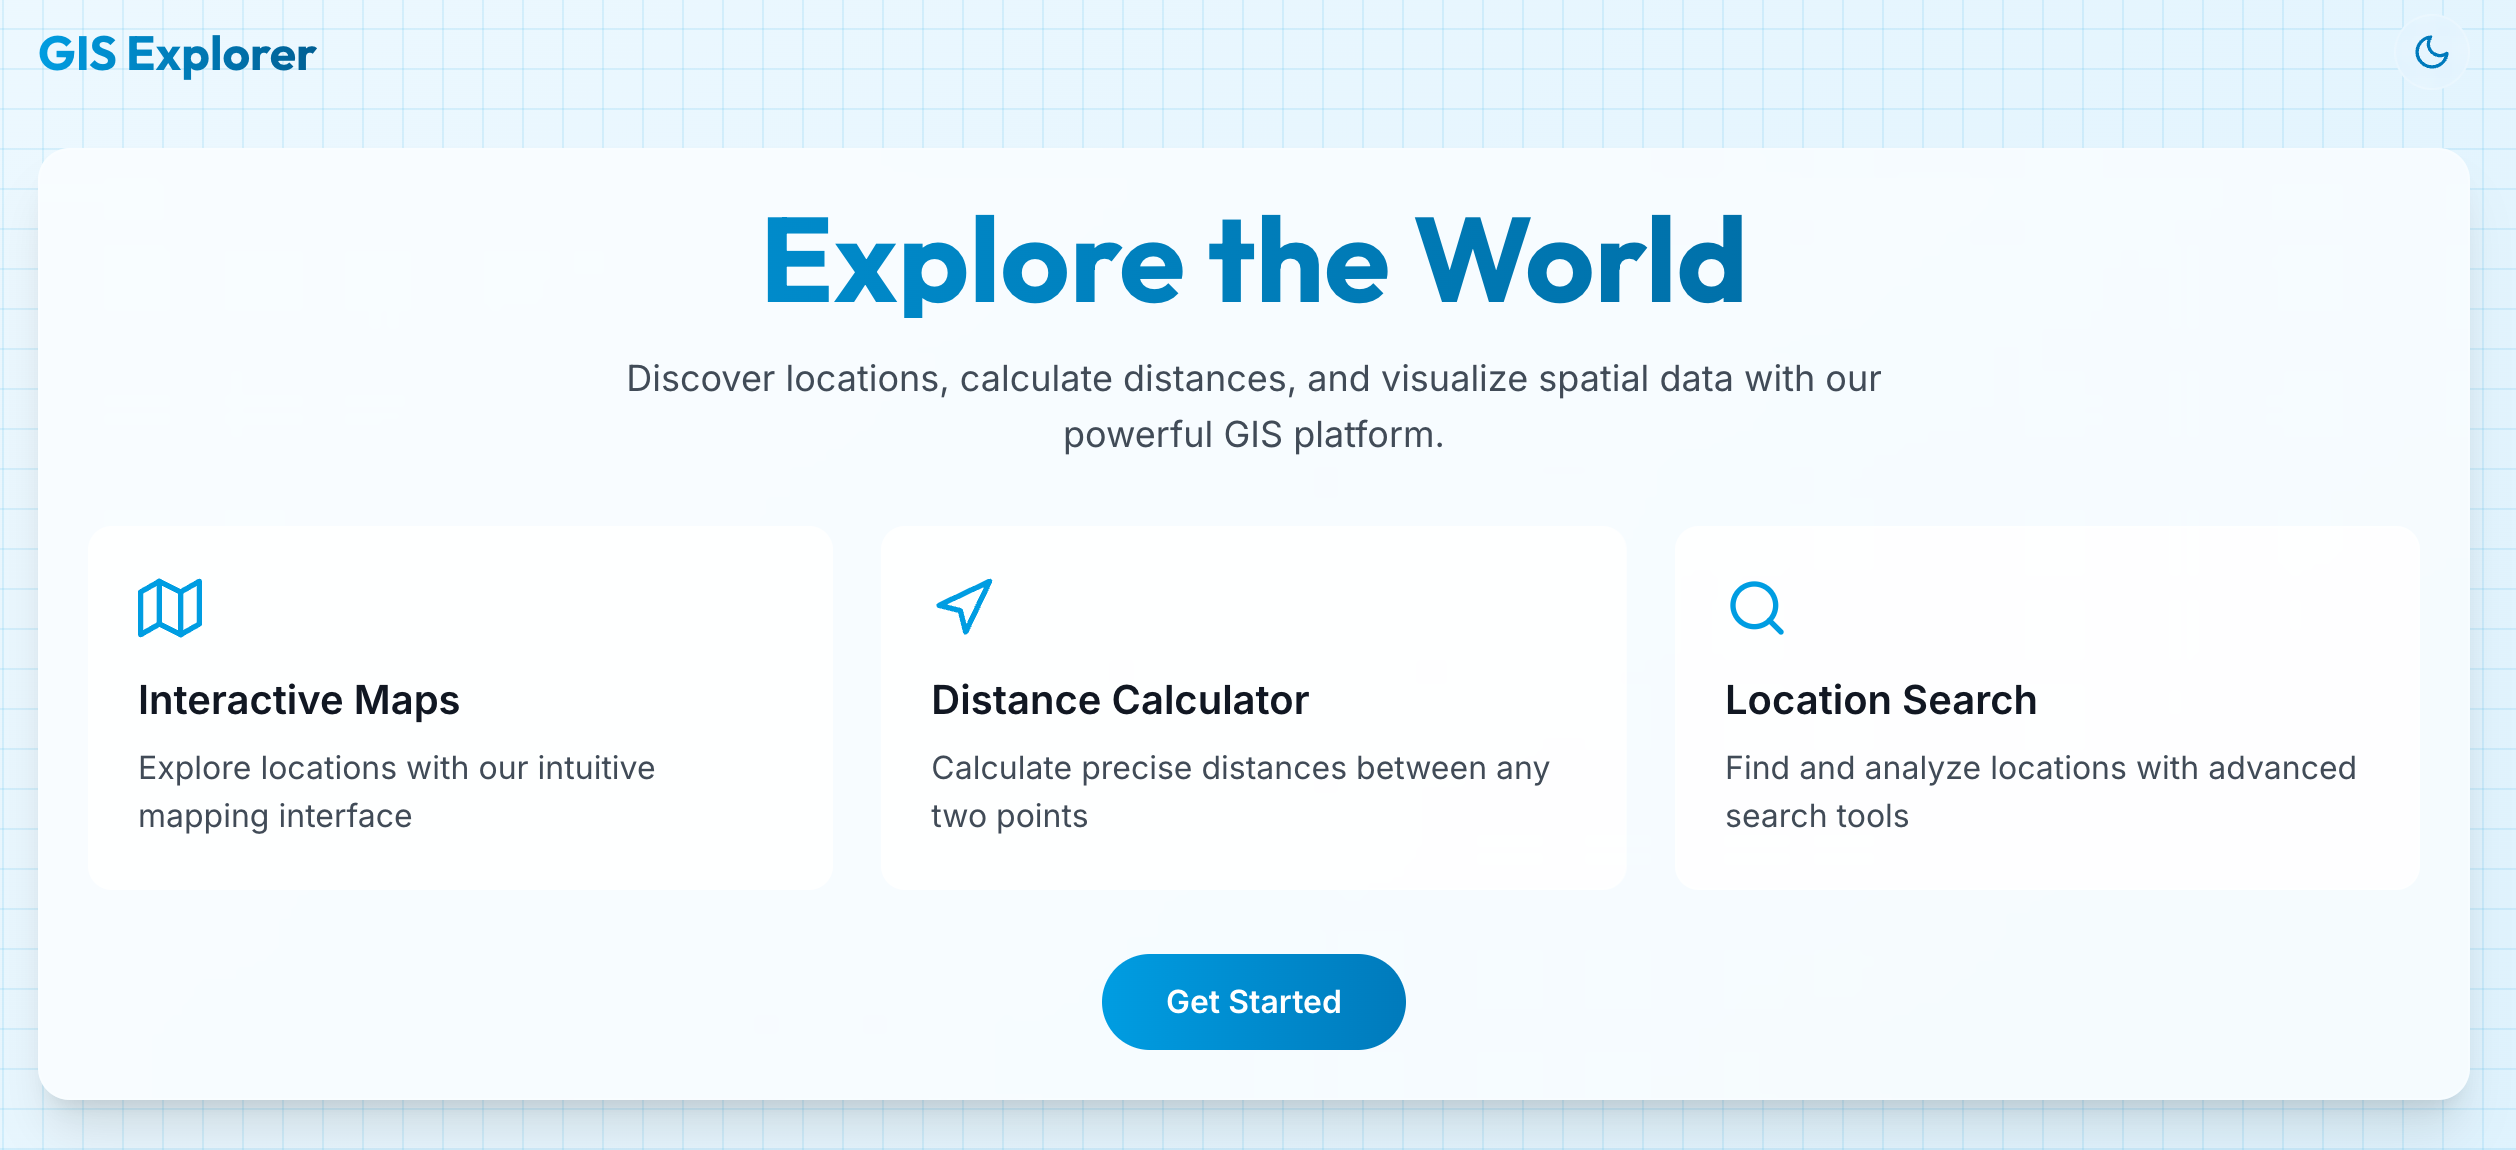 GIS Explorer
Explore the World
Discover locations, calculate distances, and visualize spatial data with our
powerful GIS platform.
Interactive Maps
Explore locations with our intuitive
mapping interface
Distance Calculator
Calculate precise distances between any
two points
Location Search
Find and analyze locations with advanced
search tools
Get Started